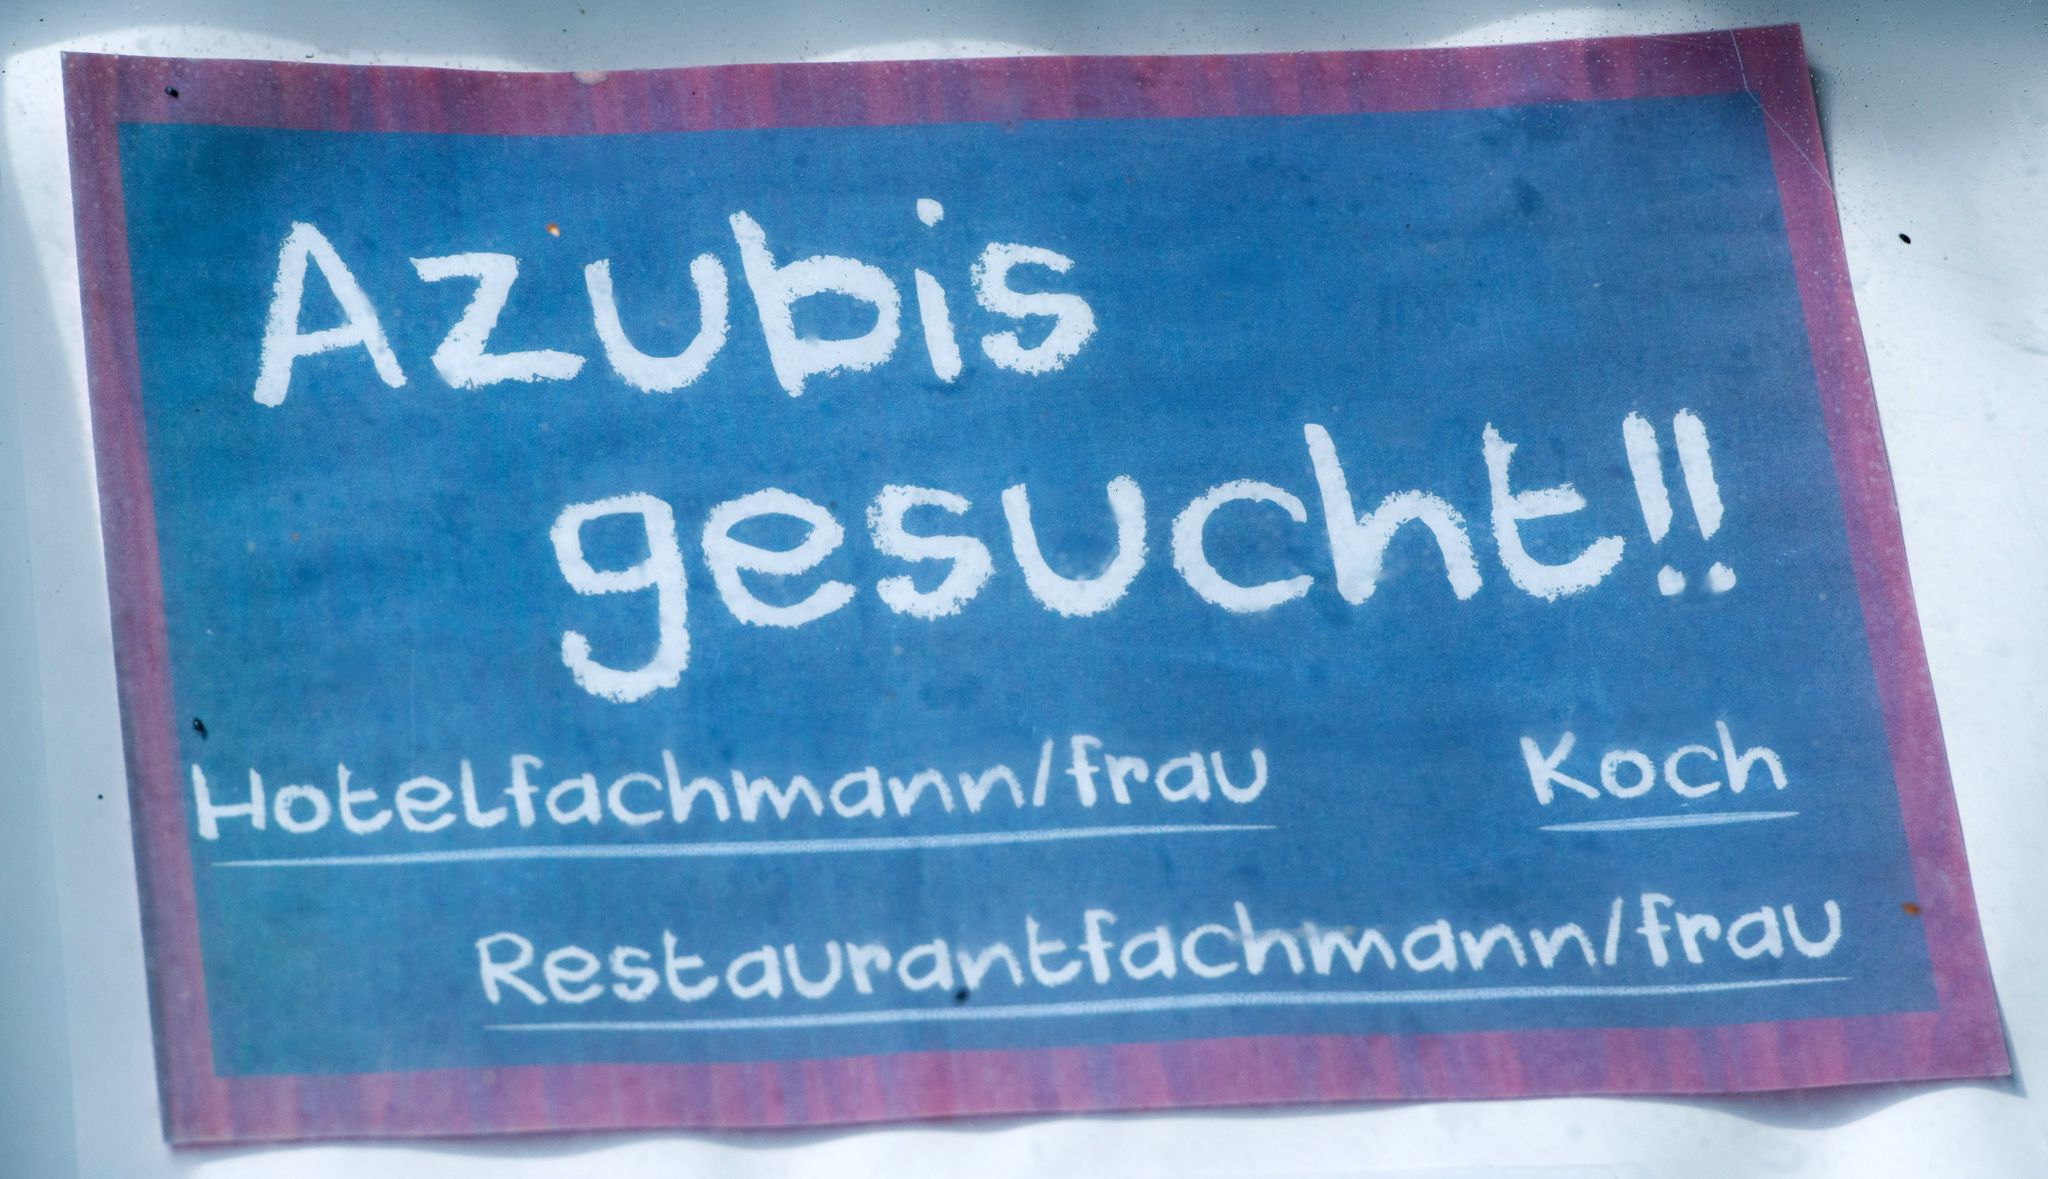 Azubis
gesucht!!
Hotelfachmann/frau Koch
Restaurantfachmann/frau